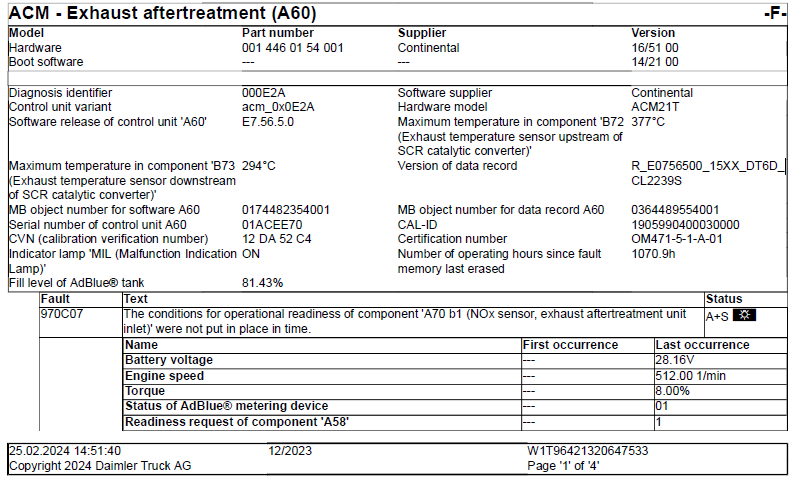 ACM - Exhaust aftertreatment (A60) -F-
Model Part number Supplier Version
Hardware 001 446 01 54 001 Continental 16/51 00
Boot software --- --- 14/21 00
Diagnosis identifier 000E2A Software supplier Continental
Control unit variant acm_0x0E2A Hardware model ACM21T
Software release of control unit 'A60' E7.56.5.0 Maximum temperature in component 'B72 377°C
(Exhaust temperature sensor upstream of
SCR catalytic converter)'
Maximum temperature in component 'B73 294°C Version of data record R_E0756500_15XX_DT6D_
(Exhaust temperature sensor downstream CL2239S
of SCR catalytic converter)'
MB object number for software A60 0174482354001 MB object number for data record A60 0364489554001
Serial number of control unit A60 01ACEE70 CAL-ID 1905990400030000
CVN (calibration verification number) 12 DA 52 C4 Certification number OM471-5-1-A-01
Indicator lamp 'MIL (Malfunction Indication ON Number of operating hours since fault 1070.9h
Lamp)' memory last erased
Fill level of AdBlue® tank 81.43%
Fault Text Status
970C07 The conditions for operational readiness of component 'A70 b1 (NOx sensor, exhaust aftertreatment unit A+S
inlet)' were not put in place in time.
Name First occurrence Last occurrence
Battery voltage --- 28.16V
Engine speed --- 512.00 1/min
Torque --- 8.00%
Status of AdBlue® metering device --- 01
Readiness request of component 'A58' --- 1
25.02.2024 14:51:40 12/2023 W1T96421320647533
Copyright 2024 Daimler Truck AG Page '1' of '4'